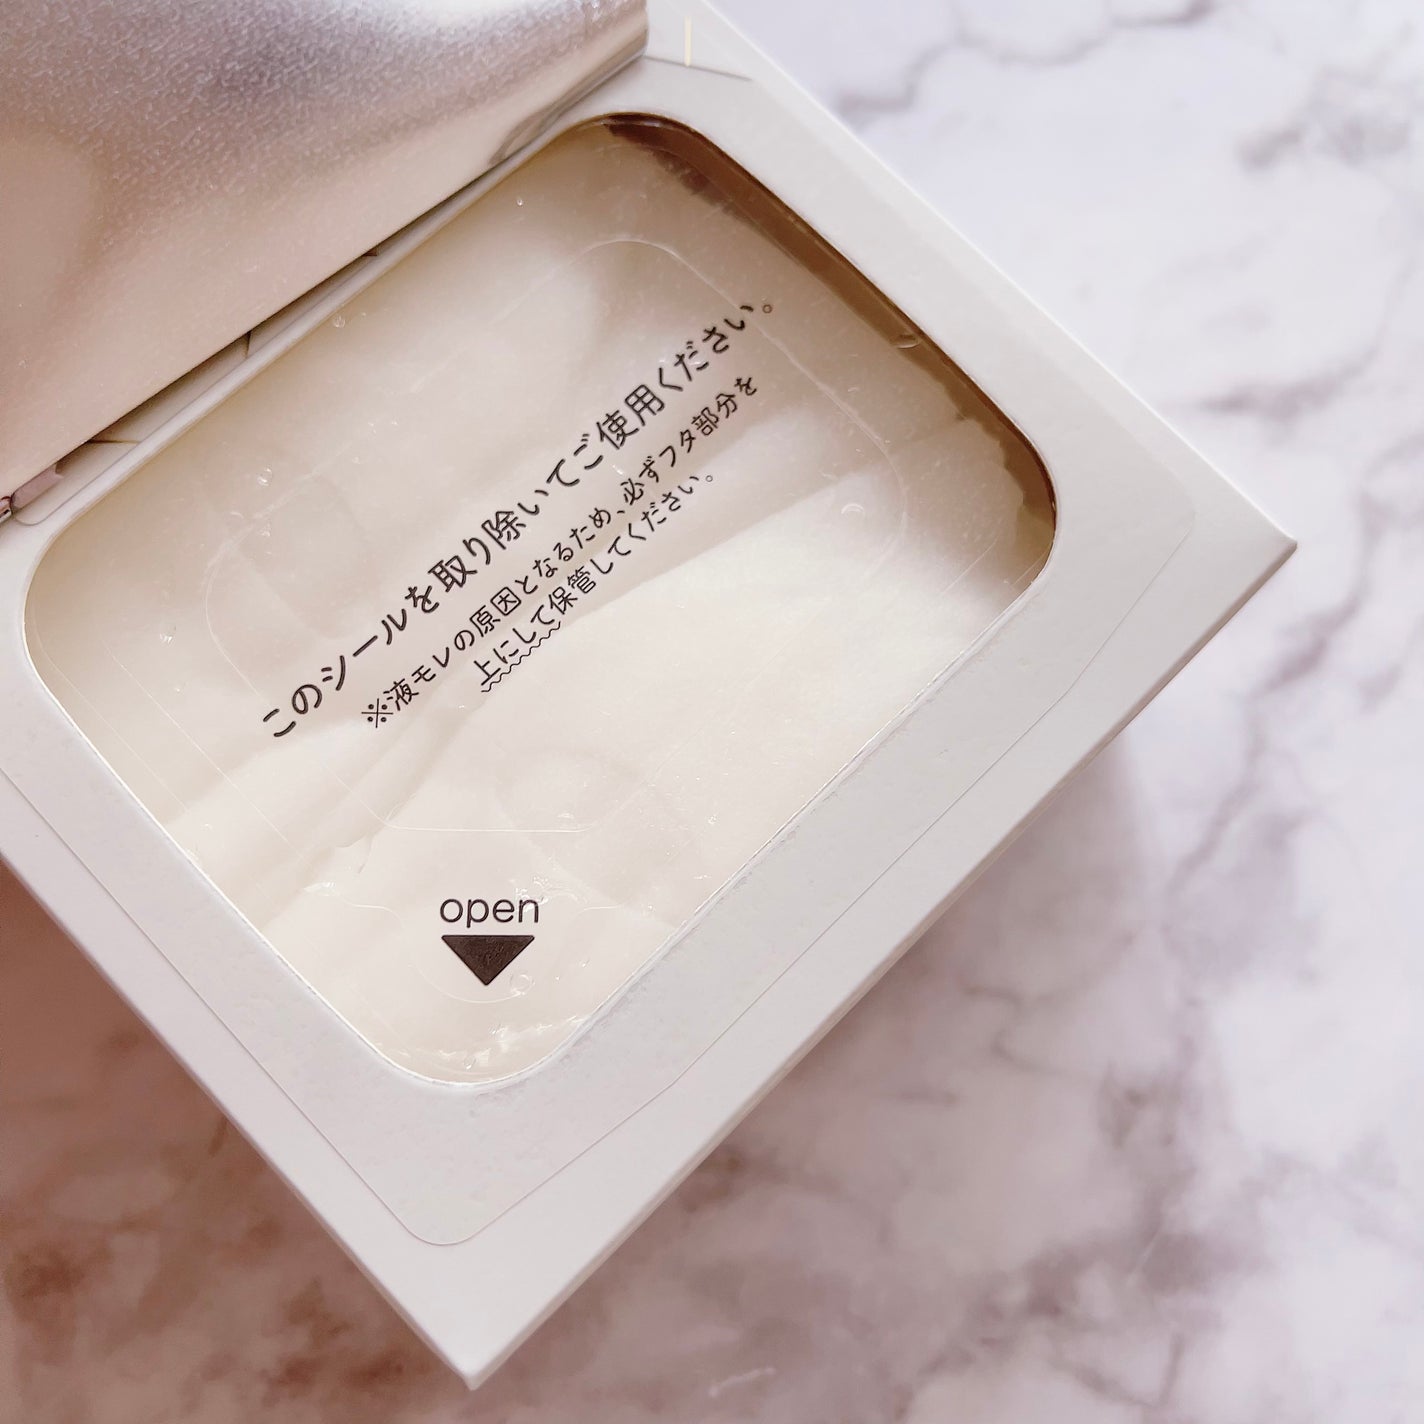 このシールを取り除いてご使用ください。
※液モレの原因となるため、必ずフタ部分を
上にして保管してください。
open